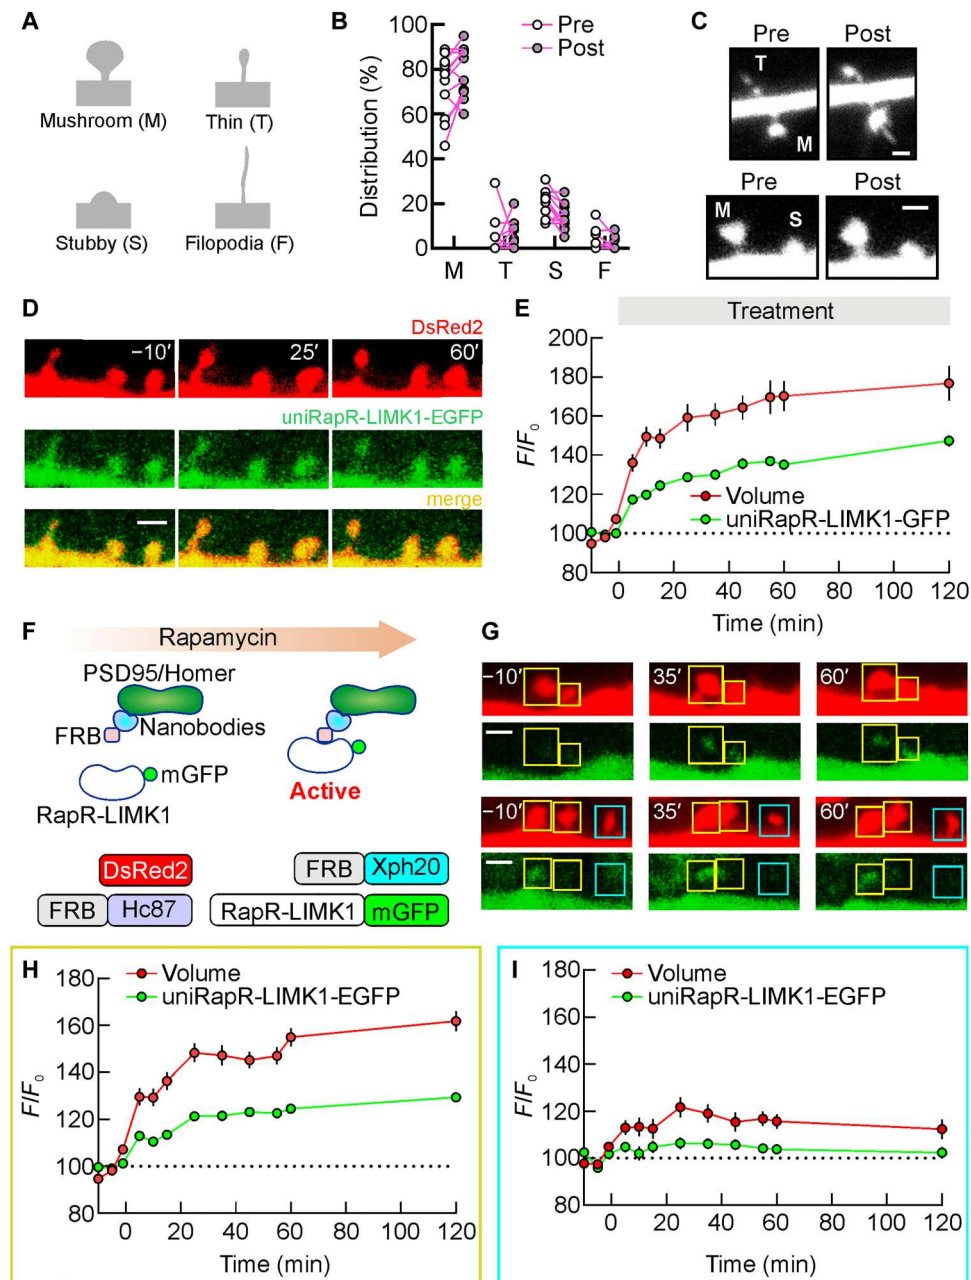 A
Mushroom (M)
Thin (T)
Stubby (S)
Filopodia (F)
B
Pre
Post
Distribution (%)
100
80
60
40
20
0
M T S F
C
Pre Post
T
M
Pre Post
M S
D
DsRed2
−10′ 25′ 60′
uniRapR-LIMK1-EGFP
merge
E
Treatment
F/F0
200
180
160
140
120
100
80
Volume
uniRapR-LIMK1-GFP
0 20 40 60 80 100 120
Time (min)
F
Rapamycin
PSD95/Homer
Nanobodies
FRB
mGFP
RapR-LIMK1
Active
DsRed2
FRB Xph20
FRB Hc87
RapR-LIMK1 mGFP
G
−10′ 35′ 60′
−10′ 35′ 60′
H
Volume
uniRapR-LIMK1-EGFP
F/F0
180
160
140
120
100
80
0 20 40 60 80 100 120
Time (min)
I
Volume
uniRapR-LIMK1-EGFP
F/F0
180
160
140
120
100
80
0 20 40 60 80 100 120
Time (min)